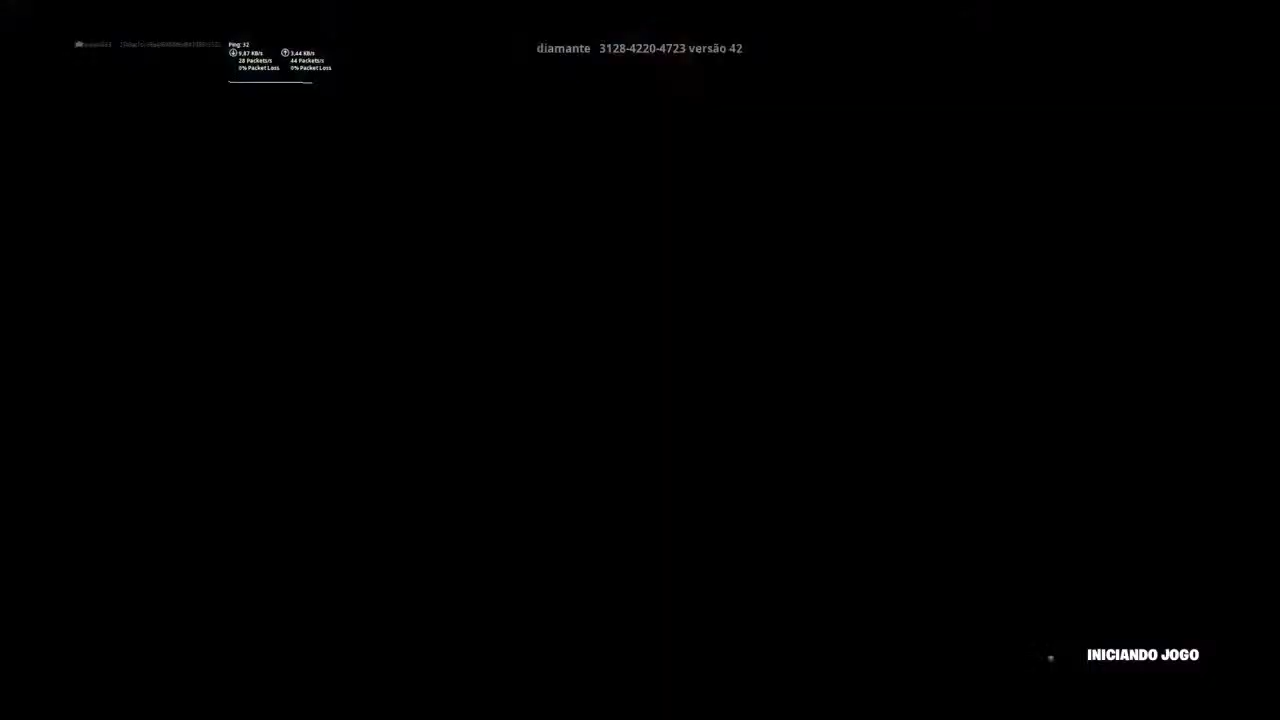 Ping: 32
9,87 KB/s 3,44 KB/s
28 Packets/s 44 Packets/s
0% Packet Loss 0% Packet Loss
diamante 3128-4220-4723 versão 42
INICIANDO JOGO